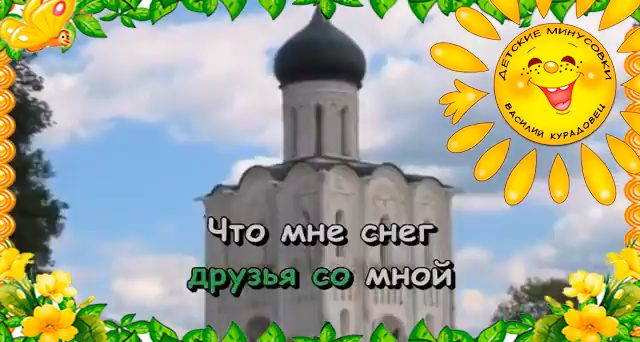 ДЕТСКИЕ МИНУСОВКИ
ВАСИЛИЙ КУРАДОВЕЦ
Что мне снег
друзья со мной